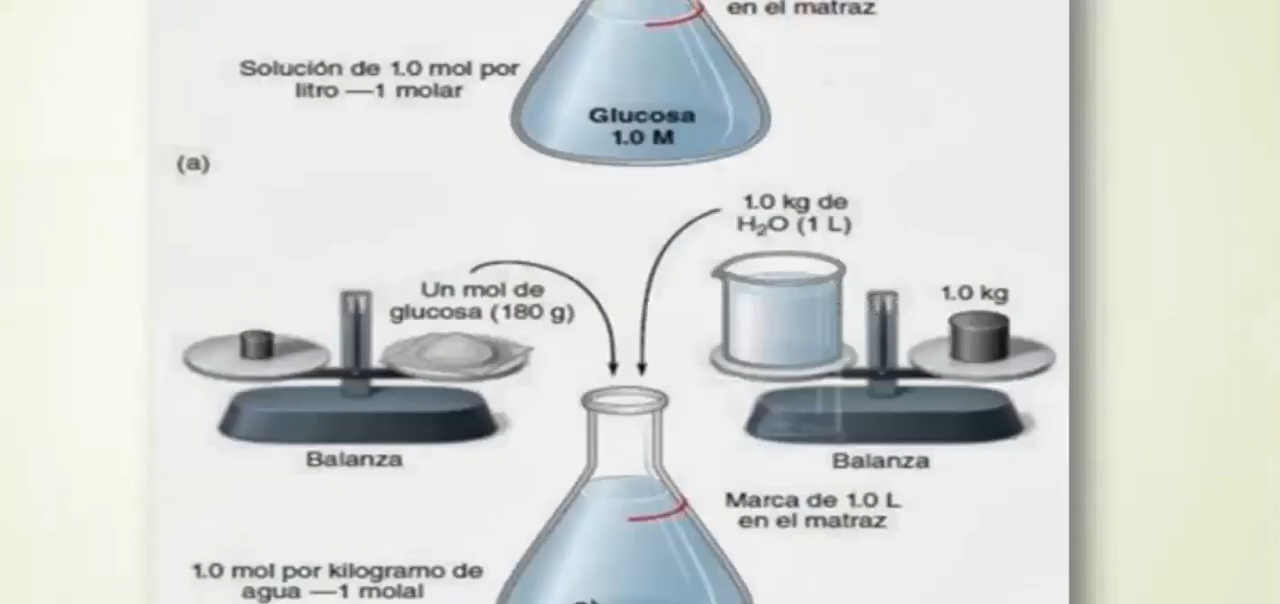 en el matraz
Solución de 1.0 mol por
litro —1 molar
Glucosa
1.0 M
(a)
1.0 kg de
H₂O (1 L)
Un mol de
glucosa (180 g)
1.0 kg
Balanza
Balanza
Marca de 1.0 L
en el matraz
1.0 mol por kilogramo de
agua —1 molal